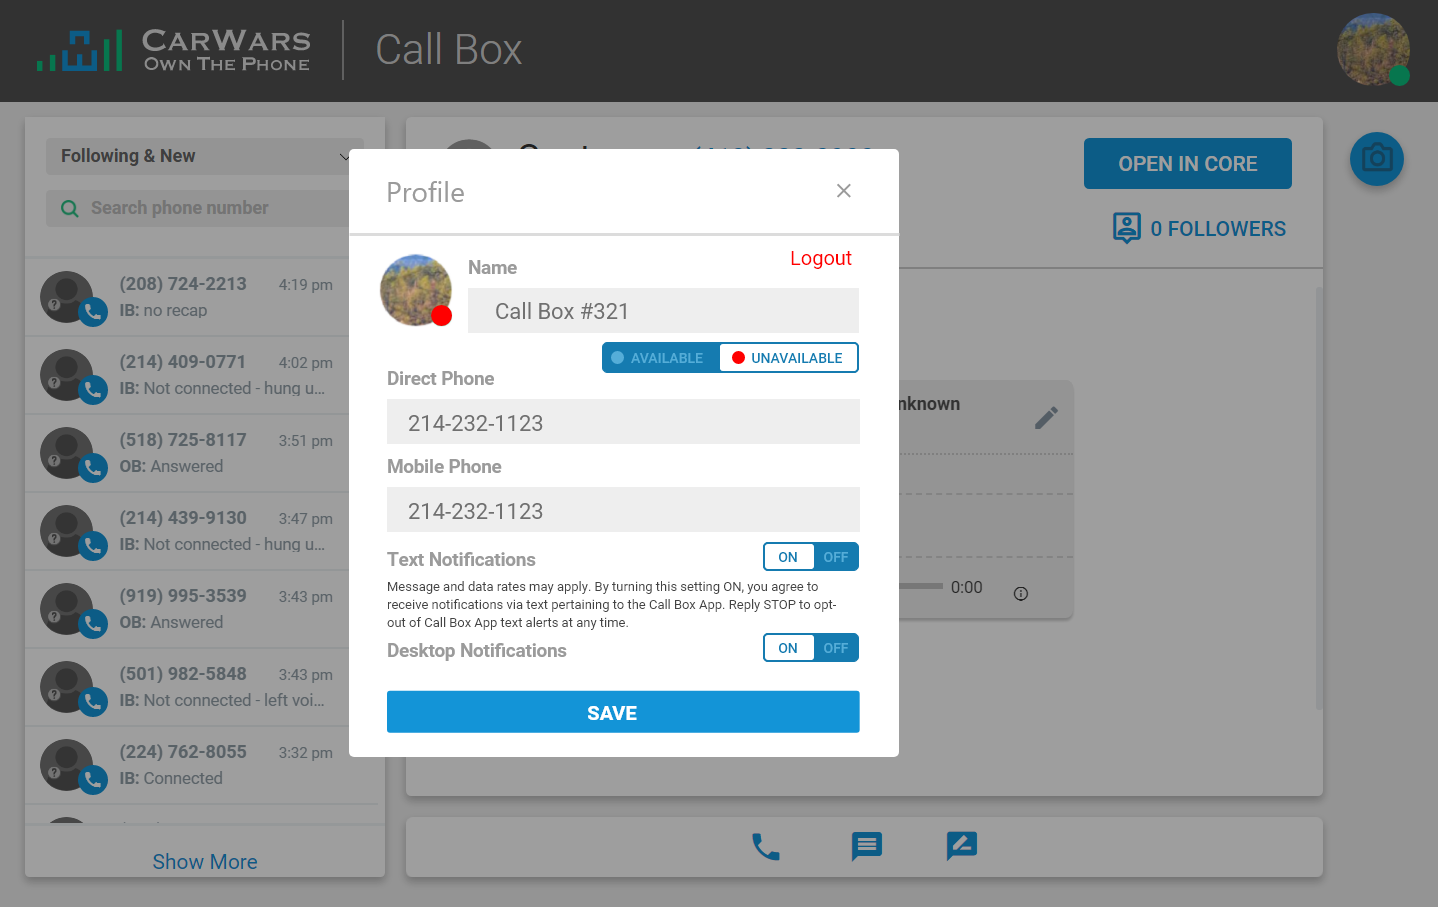 CARWARS
OWN THE PHONE
Call Box
Following & New
Search phone number
(208) 724-2213 4:19 pm
IB: no recap
(214) 409-0771 4:02 pm
IB: Not connected - hung u...
(518) 725-8117 3:51 pm
OB: Answered
(214) 439-9130 3:47 pm
IB: Not connected - hung u...
(919) 995-3539 3:43 pm
OB: Answered
(501) 982-5848 3:43 pm
IB: Not connected - left voi...
(224) 762-8055 3:32 pm
IB: Connected
Show More
OPEN IN CORE
0 FOLLOWERS
nknown
0:00
Profile
Logout
Name
Call Box #321
AVAILABLE UNAVAILABLE
Direct Phone
214-232-1123
Mobile Phone
214-232-1123
Text Notifications ON OFF
Message and data rates may apply. By turning this setting ON, you agree to
receive notifications via text pertaining to the Call Box App. Reply STOP to opt-
out of Call Box App text alerts at any time.
Desktop Notifications ON OFF
SAVE